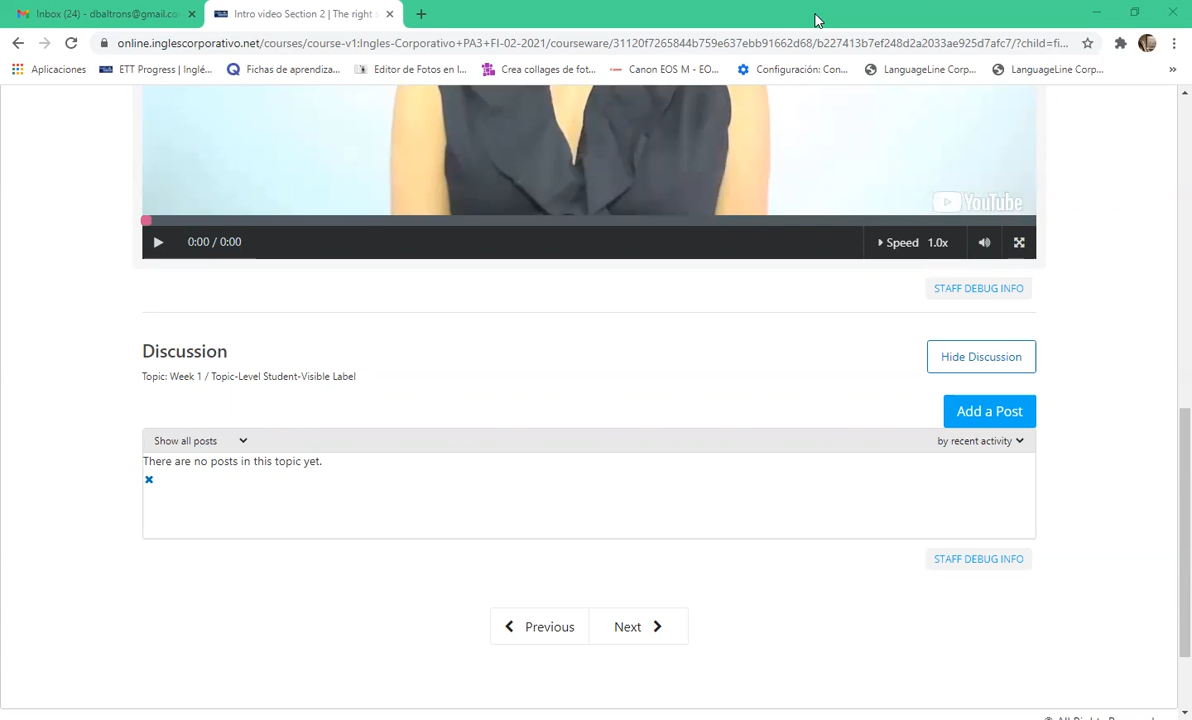 Inbox (24) - dbaltrons@gmail.co
Intro video Section 2 | The right s
online.inglescorporativo.net/courses/course-v1:Ingles-Corporativo+PA3+FI-02-2021/courseware/31120f7265844b759e637ebb91662d68/b227413b7ef248d2a2033ae925d7afc7/?child=fi...
Aplicaciones
ETT Progress | Inglé...
Fichas de aprendiza...
Editor de Fotos en l...
Crea collages de fot...
Canon EOS M - EO...
Configuración: Con...
LanguageLine Corp...
LanguageLine Corp...
YouTube
0:00 / 0:00
Speed 1.0x
STAFF DEBUG INFO
Discussion
Hide Discussion
Topic: Week 1 / Topic-Level Student-Visible Label
Add a Post
Show all posts
by recent activity
There are no posts in this topic yet.
STAFF DEBUG INFO
Previous
Next